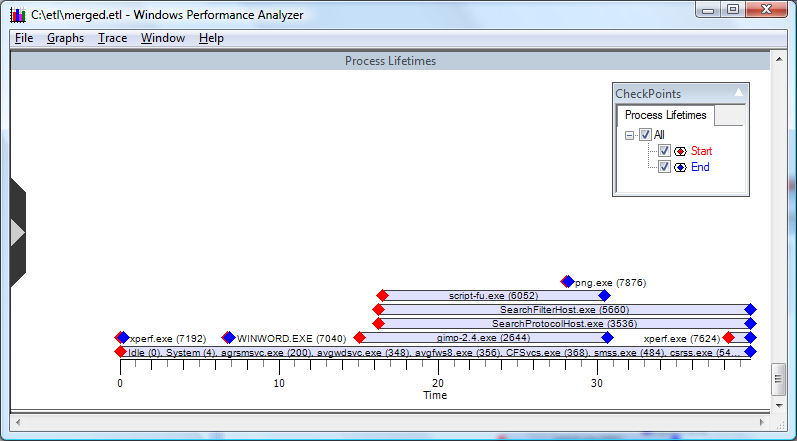 C:\etl\merged.etl - Windows Performance Analyzer
File Graphs Trace Window Help
Process Lifetimes
CheckPoints
Process Lifetimes
All
Start
End
png.exe (7876)
script-fu.exe (6052)
SearchFilterHost.exe (5660)
SearchProtocolHost.exe (3536)
xperf.exe (7192) WINWORD.EXE (7040) gimp-2.4.exe (2644) xperf.exe (7624)
Idle (0), System (4), agrsmsvc.exe (200), avgwdsvc.exe (348), avgfws8.exe (356), CFSvcs.exe (368), smss.exe (484), csrss.exe (54...
0 10 20 30
Time